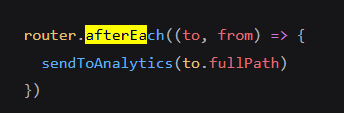 router.afterEach((to, from) => {
  sendToAnalytics(to.fullPath)
})